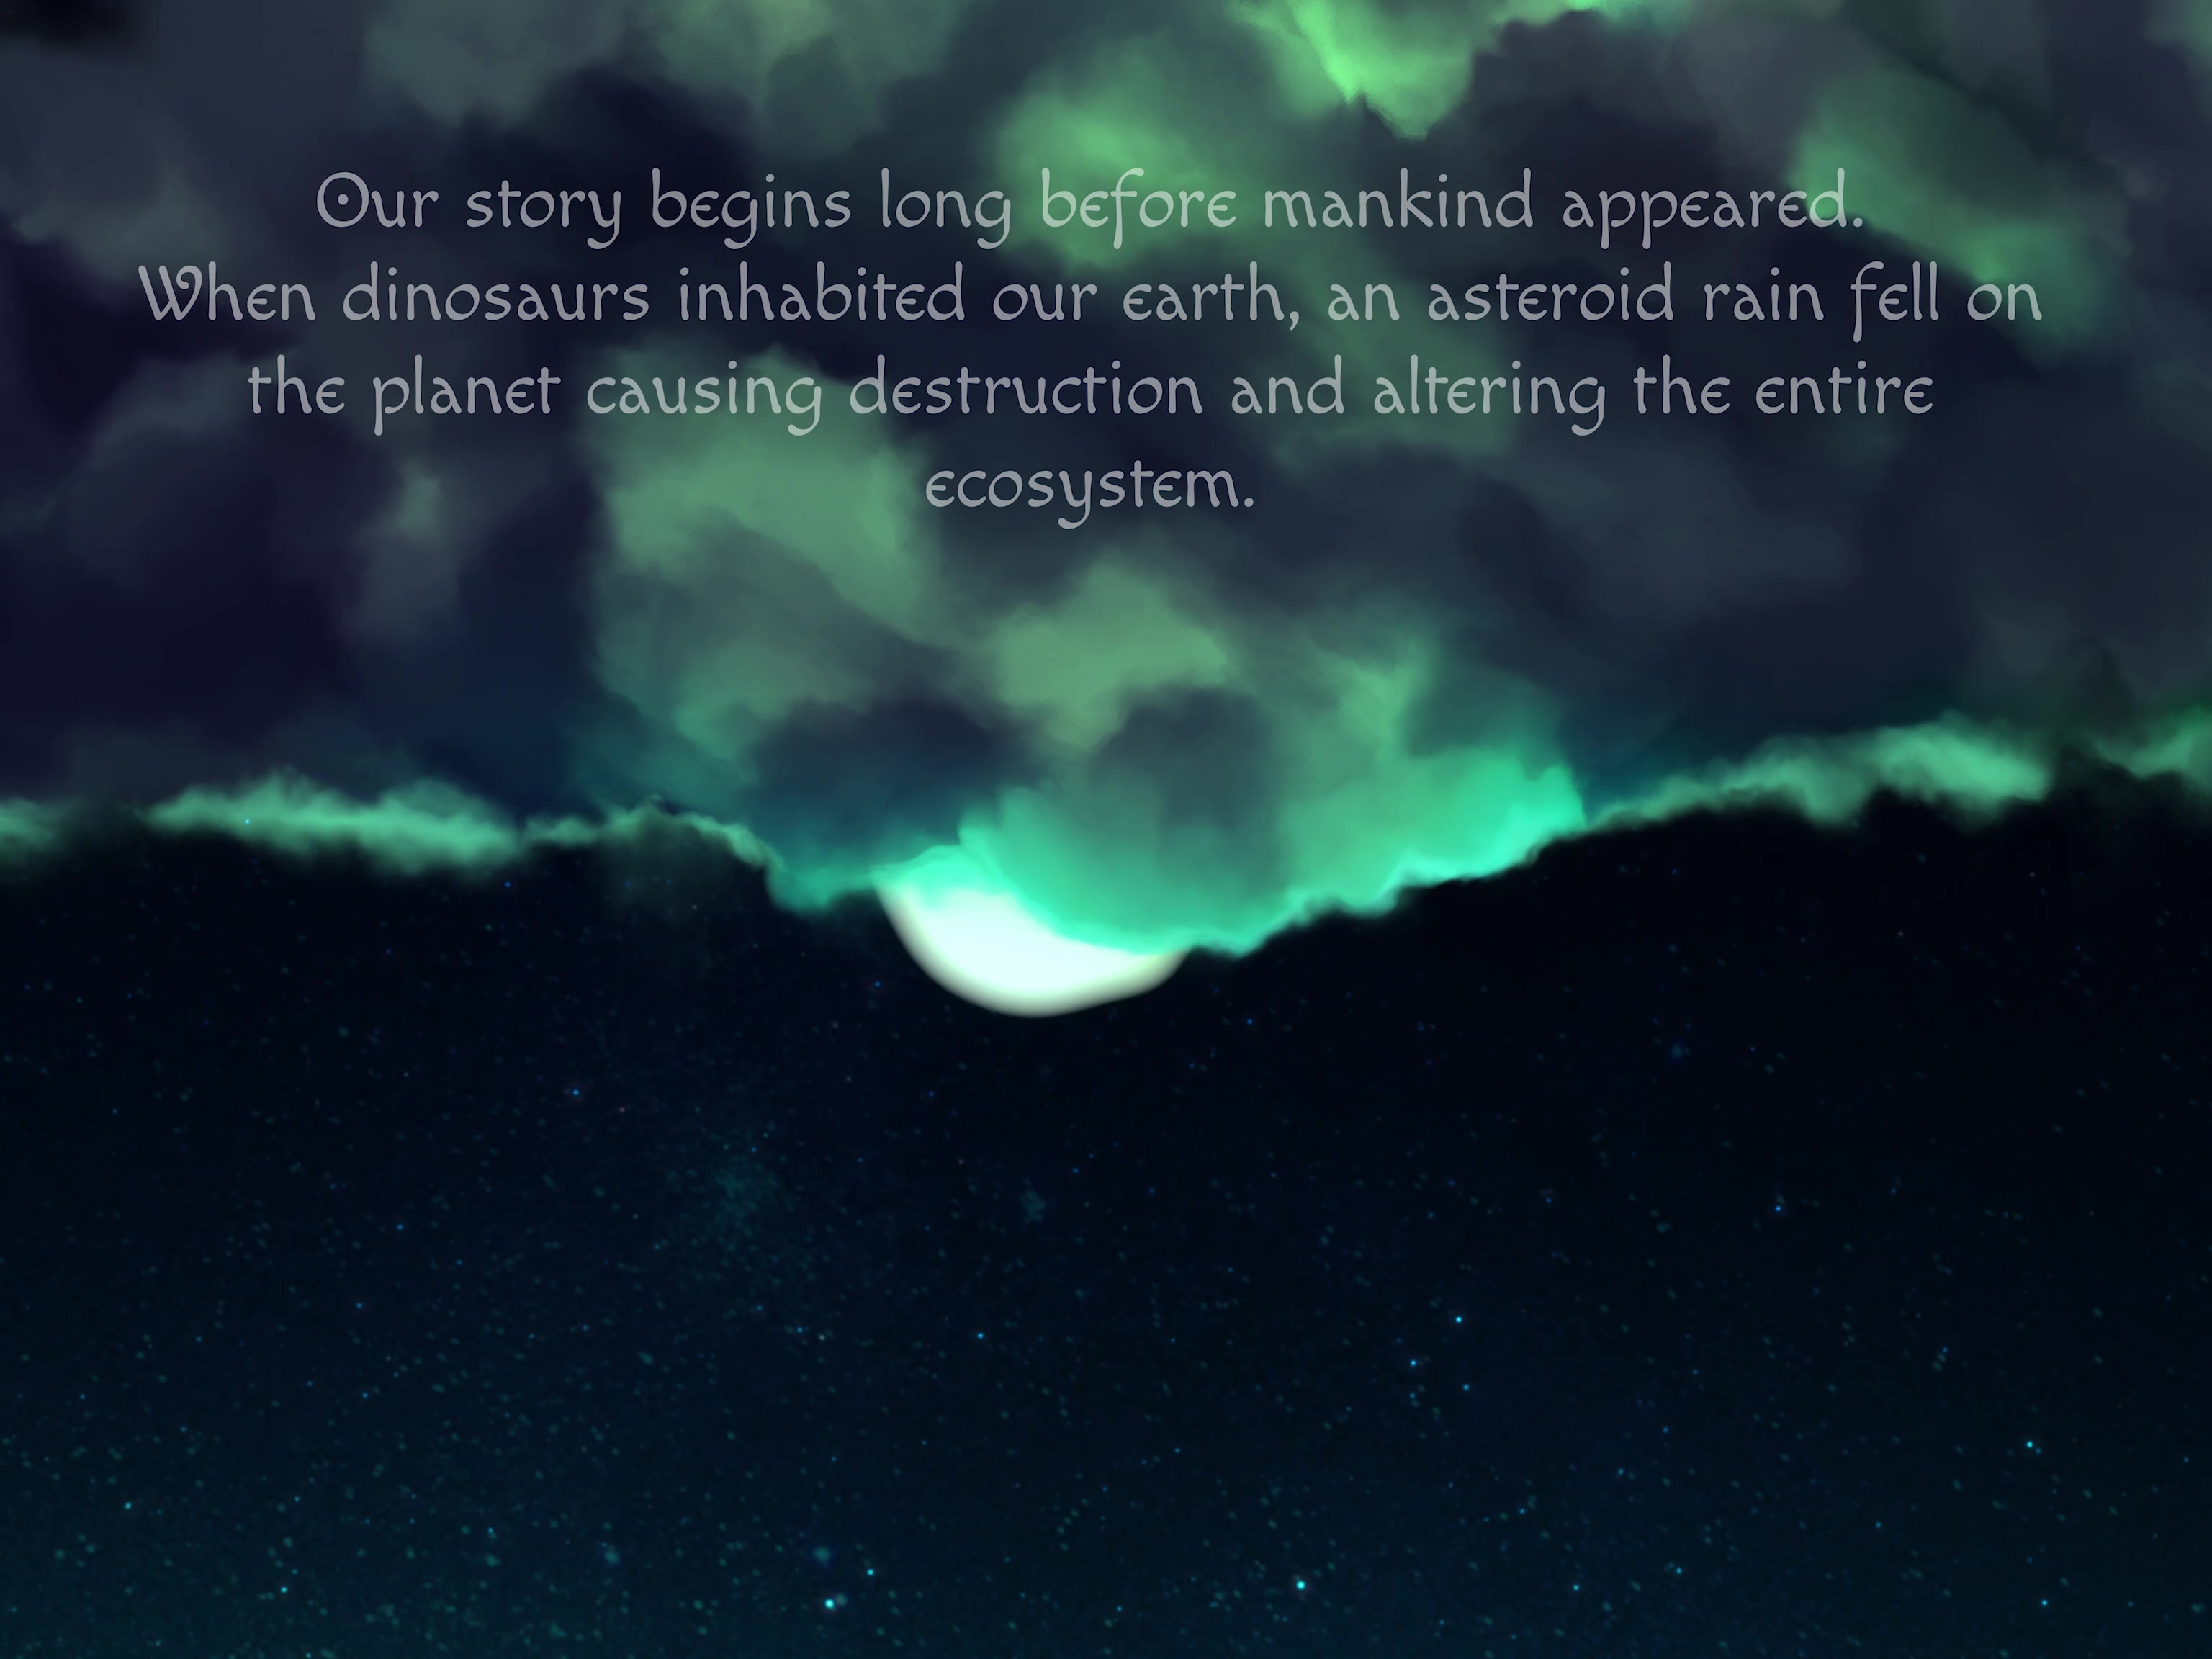 Our story begins long before mankind appeared.
When dinosaurs inhabited our earth, an asteroid rain fell on
the planet causing destruction and altering the entire
ecosystem.